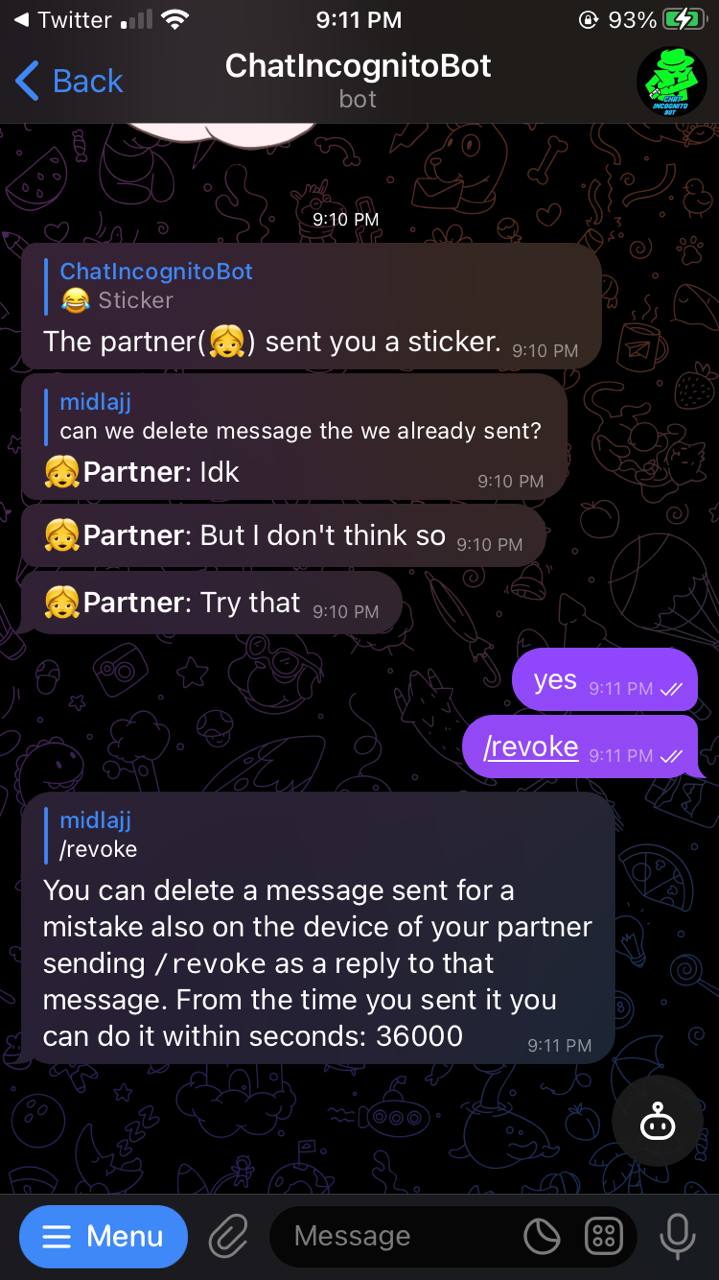 Twitter 9:11 PM 93%
Back ChatIncognitoBot
bot
CHAT
INCOGNITO
BOT
9:10 PM
ChatIncognitoBot
😂 Sticker
The partner(👧) sent you a sticker. 9:10 PM
midlajj
can we delete message the we already sent?
👧Partner: Idk 9:10 PM
👧Partner: But I don't think so 9:10 PM
👧Partner: Try that 9:10 PM
yes 9:11 PM
/revoke 9:11 PM
midlajj
/revoke
You can delete a message sent for a
mistake also on the device of your partner
sending /revoke as a reply to that
message. From the time you sent it you
can do it within seconds: 36000 9:11 PM
Menu Message